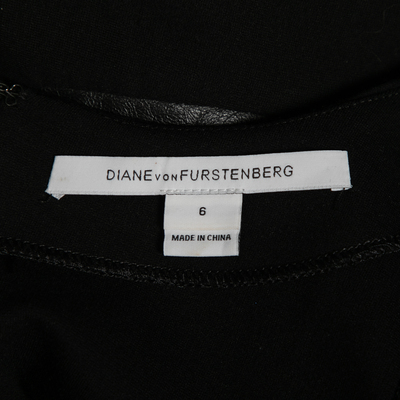 DIANE VON FURSTENBERG
6
MADE IN CHINA